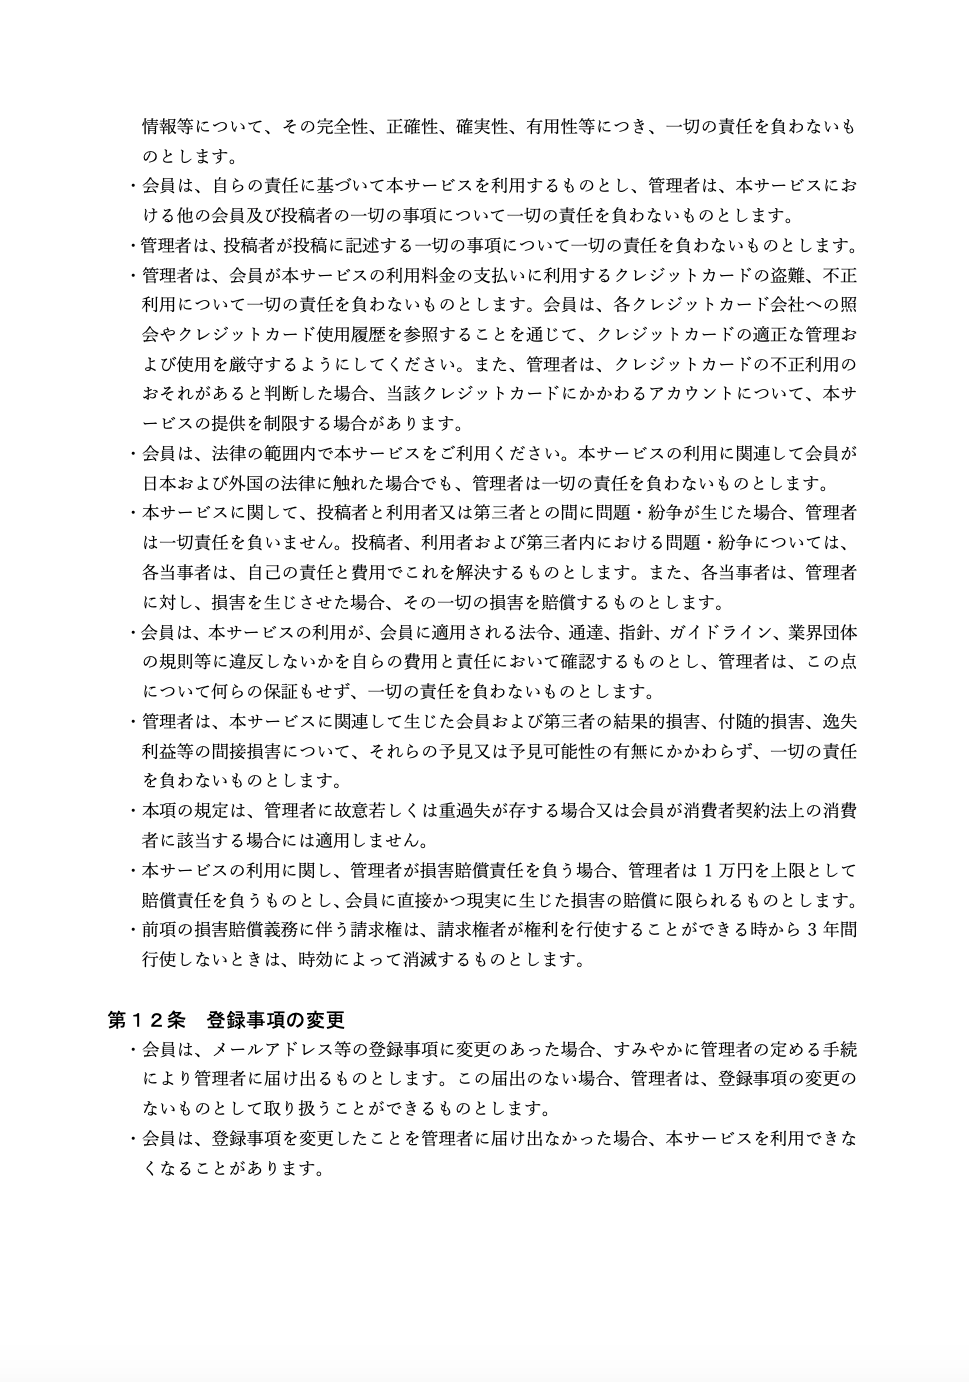 情報等について、その完全性、正確性、確実性、有用性等につき、一切の責任を負わないも
のとします。
・会員は、自らの責任に基づいて本サービスを利用するものとし、管理者は、本サービスにお
ける他の会員及び投稿者の一切の事項について一切の責任を負わないものとします。
・管理者は、投稿者が投稿に記述する一切の事項について一切の責任を負わないものとします。
・管理者は、会員が本サービスの利用料金の支払いに利用するクレジットカードの盗難、不正
利用について一切の責任を負わないものとします。会員は、各クレジットカード会社への照
会やクレジットカード使用履歴を参照することを通じて、クレジットカードの適正な管理お
よび使用を厳守するようにしてください。また、管理者は、クレジットカードの不正利用の
おそれがあると判断した場合、当該クレジットカードにかかわるアカウントについて、本サ
ービスの提供を制限する場合があります。
・会員は、法律の範囲内で本サービスをご利用ください。本サービスの利用に関連して会員が
日本および外国の法律に触れた場合でも、管理者は一切の責任を負わないものとします。
・本サービスに関して、投稿者と利用者又は第三者との間に問題・紛争が生じた場合、管理者
は一切責任を負いません。投稿者、利用者および第三者内における問題・紛争については、
各当事者は、自己の責任と費用でこれを解決するものとします。また、各当事者は、管理者
に対し、損害を生じさせた場合、その一切の損害を賠償するものとします。
・会員は、本サービスの利用が、会員に適用される法令、通達、指針、ガイドライン、業界団体
の規則等に違反しないかを自らの費用と責任において確認するものとし、管理者は、この点
について何らの保証もせず、一切の責任を負わないものとします。
・管理者は、本サービスに関連して生じた会員および第三者の結果的損害、付随的損害、逸失
利益等の間接損害について、それらの予見又は予見可能性の有無にかかわらず、一切の責任
を負わないものとします。
・本項の規定は、管理者に故意若しくは重過失が存する場合又は会員が消費者契約法上の消費
者に該当する場合には適用しません。
・本サービスの利用に関し、管理者が損害賠償責任を負う場合、管理者は 1 万円を上限として
賠償責任を負うものとし、会員に直接かつ現実に生じた損害の賠償に限られるものとします。
・前項の損害賠償義務に伴う請求権は、請求権者が権利を行使することができる時から 3 年間
行使しないときは、時効によって消滅するものとします。
第１２条　登録事項の変更
・会員は、メールアドレス等の登録事項に変更のあった場合、すみやかに管理者の定める手続
により管理者に届け出るものとします。この届出のない場合、管理者は、登録事項の変更の
ないものとして取り扱うことができるものとします。
・会員は、登録事項を変更したことを管理者に届け出なかった場合、本サービスを利用できな
くなることがあります。